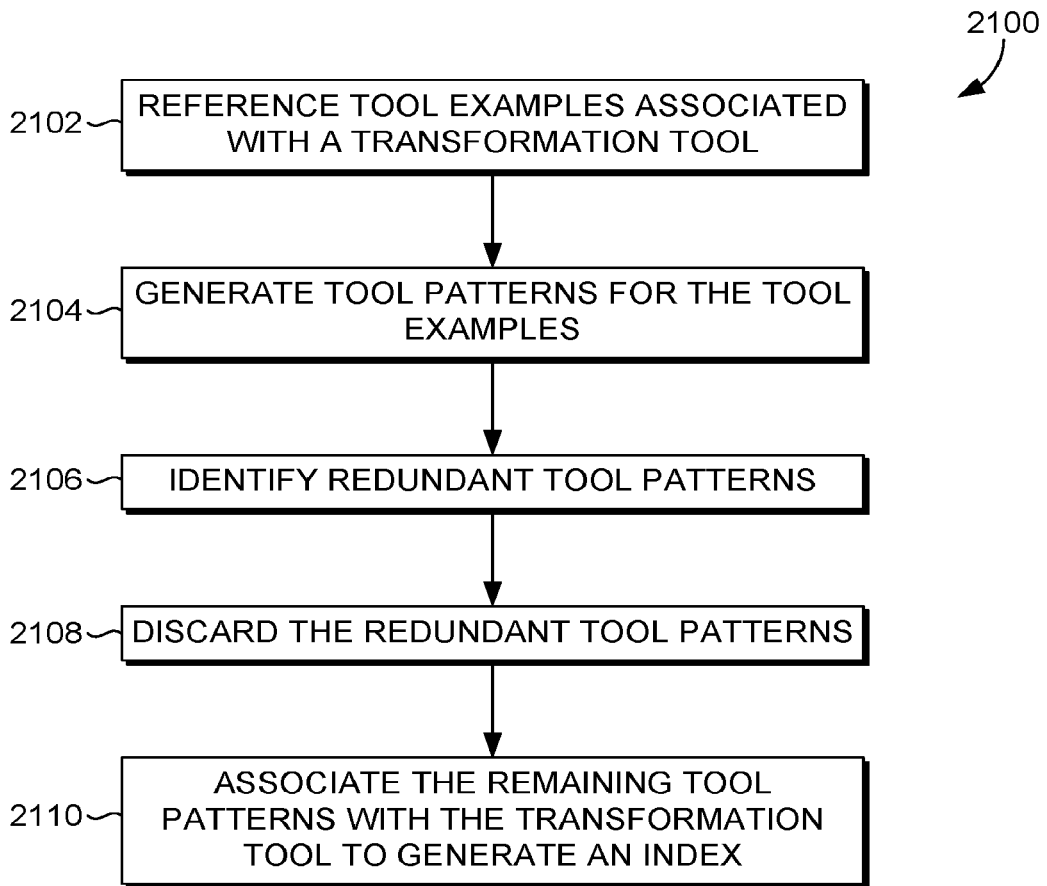 2100
2102
REFERENCE TOOL EXAMPLES ASSOCIATED
WITH A TRANSFORMATION TOOL
2104
GENERATE TOOL PATTERNS FOR THE TOOL
EXAMPLES
2106
IDENTIFY REDUNDANT TOOL PATTERNS
2108
DISCARD THE REDUNDANT TOOL PATTERNS
2110
ASSOCIATE THE REMAINING TOOL
PATTERNS WITH THE TRANSFORMATION
TOOL TO GENERATE AN INDEX